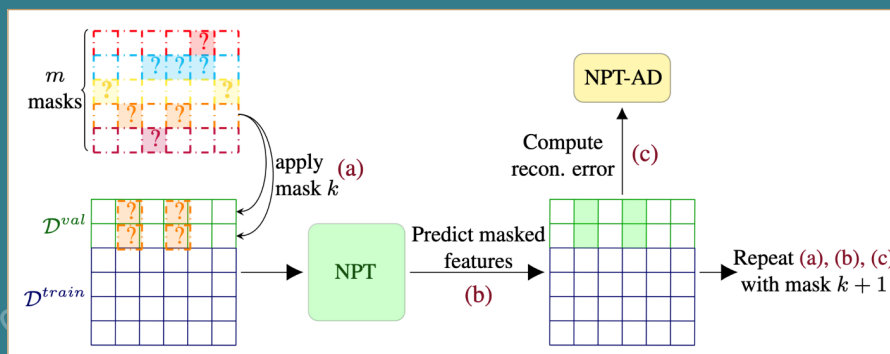 ?
? ? ?
? ?
? ?
?
m
masks
apply
mask k
(a)
? ?
? ?
D^val
D^train
NPT
Predict masked
features
(b)
NPT-AD
Compute
recon. error
(c)
Repeat (a), (b), (c)
with mask k + 1